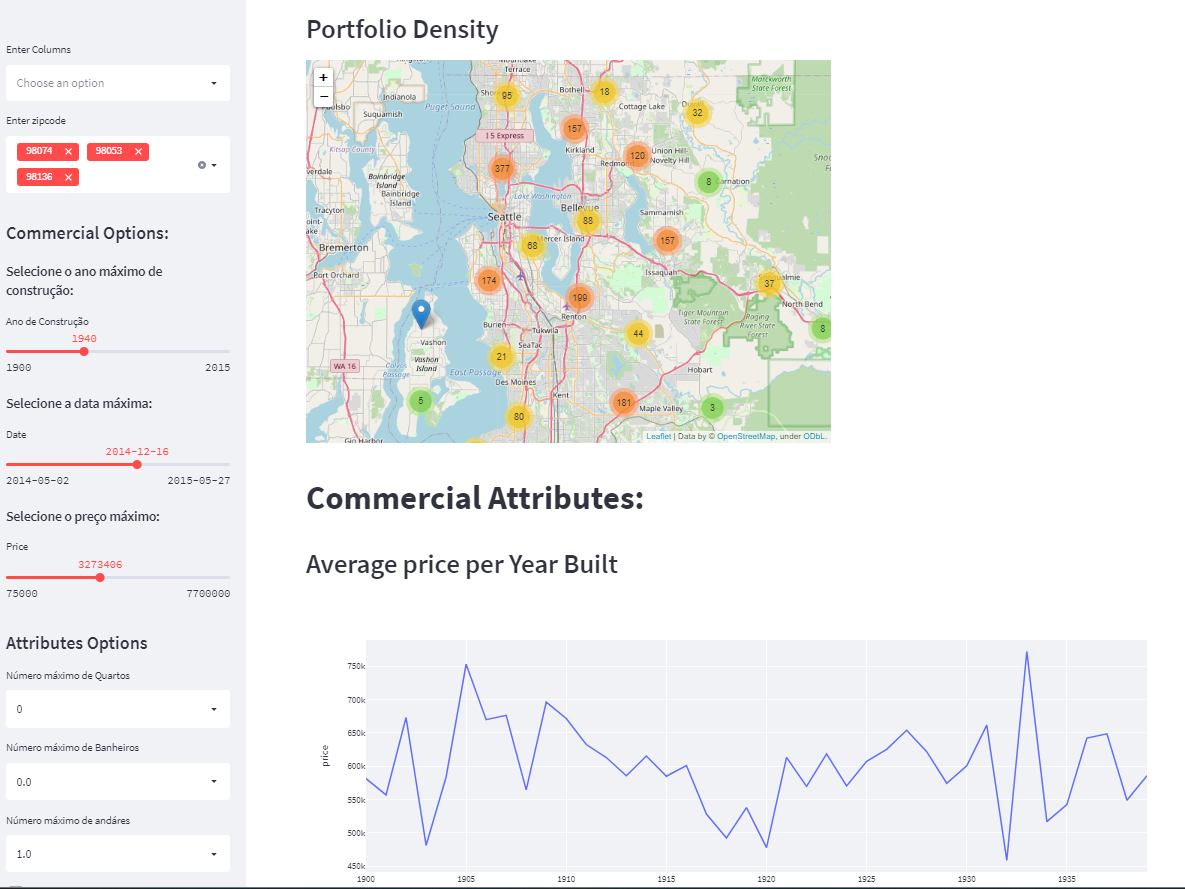 Enter Columns
Choose an option
Enter zipcode
98074 ×
98053 ×
98136 ×
Commercial Options:
Selecione o ano máximo de
construção:
Ano de Construção
1940
1900
2015
Selecione a data máxima:
Date
2014-12-16
2014-05-02
2015-05-27
Selecione o preço máximo:
Price
3273406
75000
7700000
Attributes Options
Número máximo de Quartos
0
Número máximo de Banheiros
0.0
Número máximo de andáres
1.0
Portfolio Density
+
−
Terrace
Indianola
Suquamish
Puget Sound
95
Bothell
18
Cottage Lake
32
Marckworth
State Forest
I 5 Express
157
Kirkland
Kitsap County
377
120
Union Hill-
Novelty Hill
Bainbridge
Island
Bainbridge
Island
8
Lake Washington
Tracyton
Seattle
Bellevue
88
Sammamish
Bremerton
68
157
Port Orchard
174
Issaquah
37
199
Renton
North Bend
Tiger Mountain
State Forest
Raging
River State
Forest
Burien
Tukwila
44
8
Vashon
SeaTac
WA 16
Colvos
Passage
Vashon
Island
East Passage
21
Des Moines
Hobart
5
Kent
80
181
Maple Valley
3
Gig Harbor
Leaflet | Data by © OpenStreetMap, under ODbL.
Commercial Attributes:
Average price per Year Built
price
750k
700k
650k
600k
550k
500k
450k
1900
1905
1910
1915
1920
1925
1930
1935